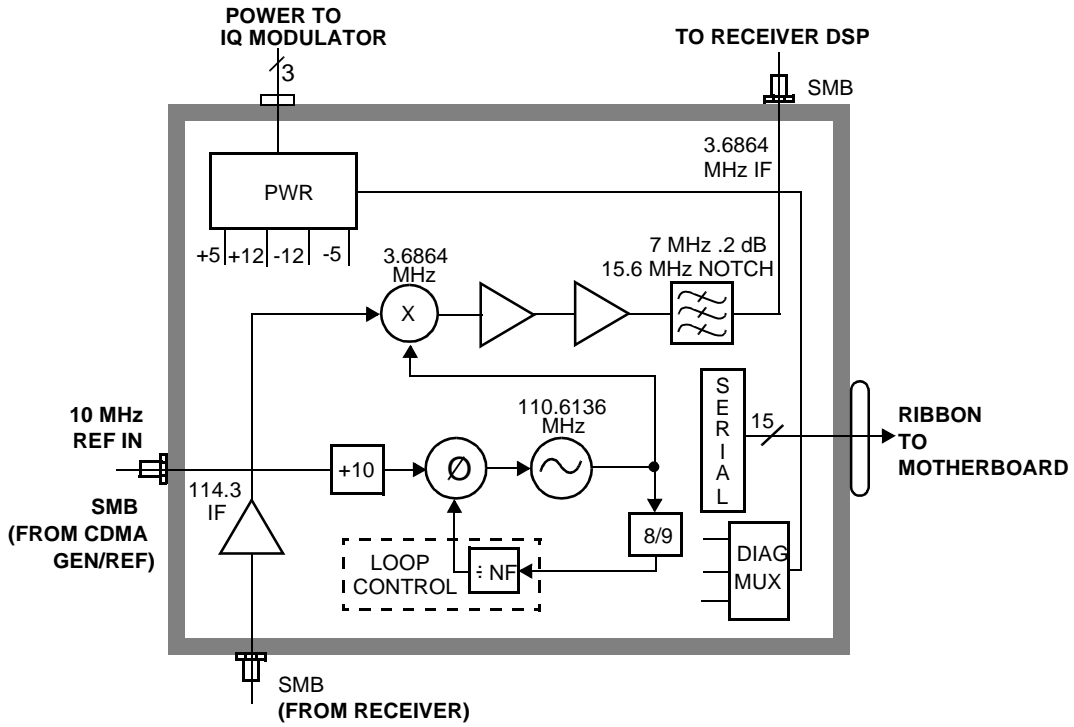 POWER TO
IQ MODULATOR
3
TO RECEIVER DSP
SMB
3.6864
MHz IF
PWR
+5
+12
-12
-5
3.6864
MHz
7 MHz .2 dB
15.6 MHz NOTCH
X
10 MHz
REF IN
SMB
(FROM CDMA
GEN/REF)
114.3
IF
+10
Ø
110.6136
MHz
8/9
LOOP
CONTROL
÷ NF
SERIAL
15
RIBBON
TO
MOTHERBOARD
DIAG
MUX
SMB
(FROM RECEIVER)